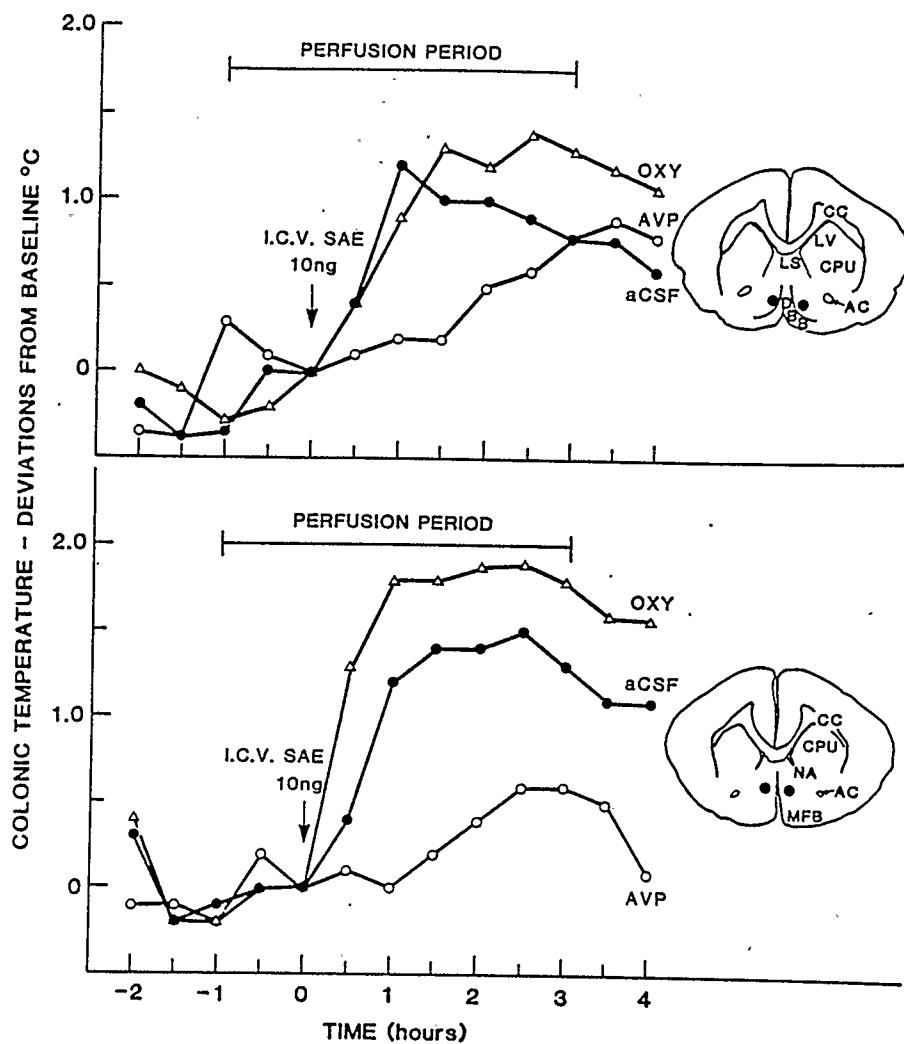 COLONIC TEMPERATURE - DEVIATIONS FROM BASELINE °C
2.0
1.0
0
PERFUSION PERIOD
I.C.V. SAE
10ng
OXY
AVP
aCSF
CC
LV
LS
CPU
AC
D
B
B
2.0
1.0
0
PERFUSION PERIOD
I.C.V. SAE
10ng
OXY
aCSF
AVP
CC
CPU
NA
AC
MFB
-2
-1
0
1
2
3
4
TIME (hours)